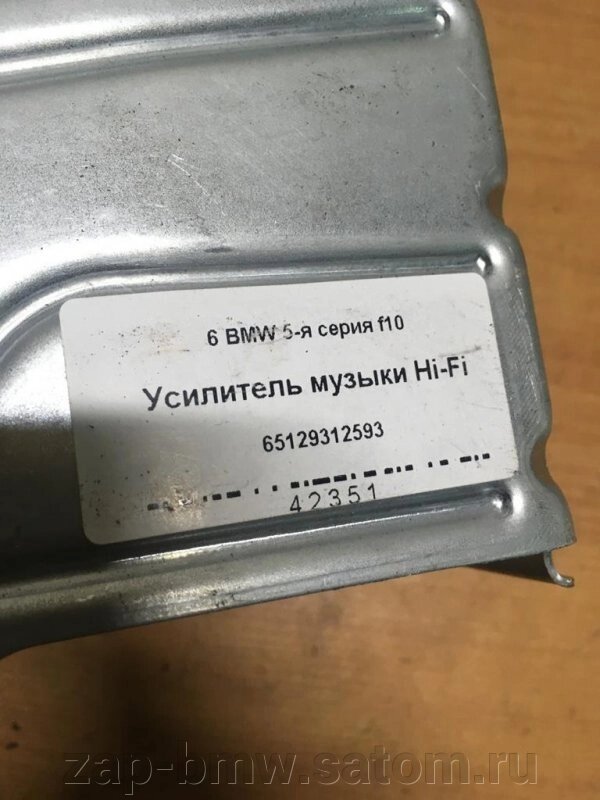 6 BMW 5-я серия f10
Усилитель музыки Hi-Fi
65129312593
42351
zap-bmw.satom.ru